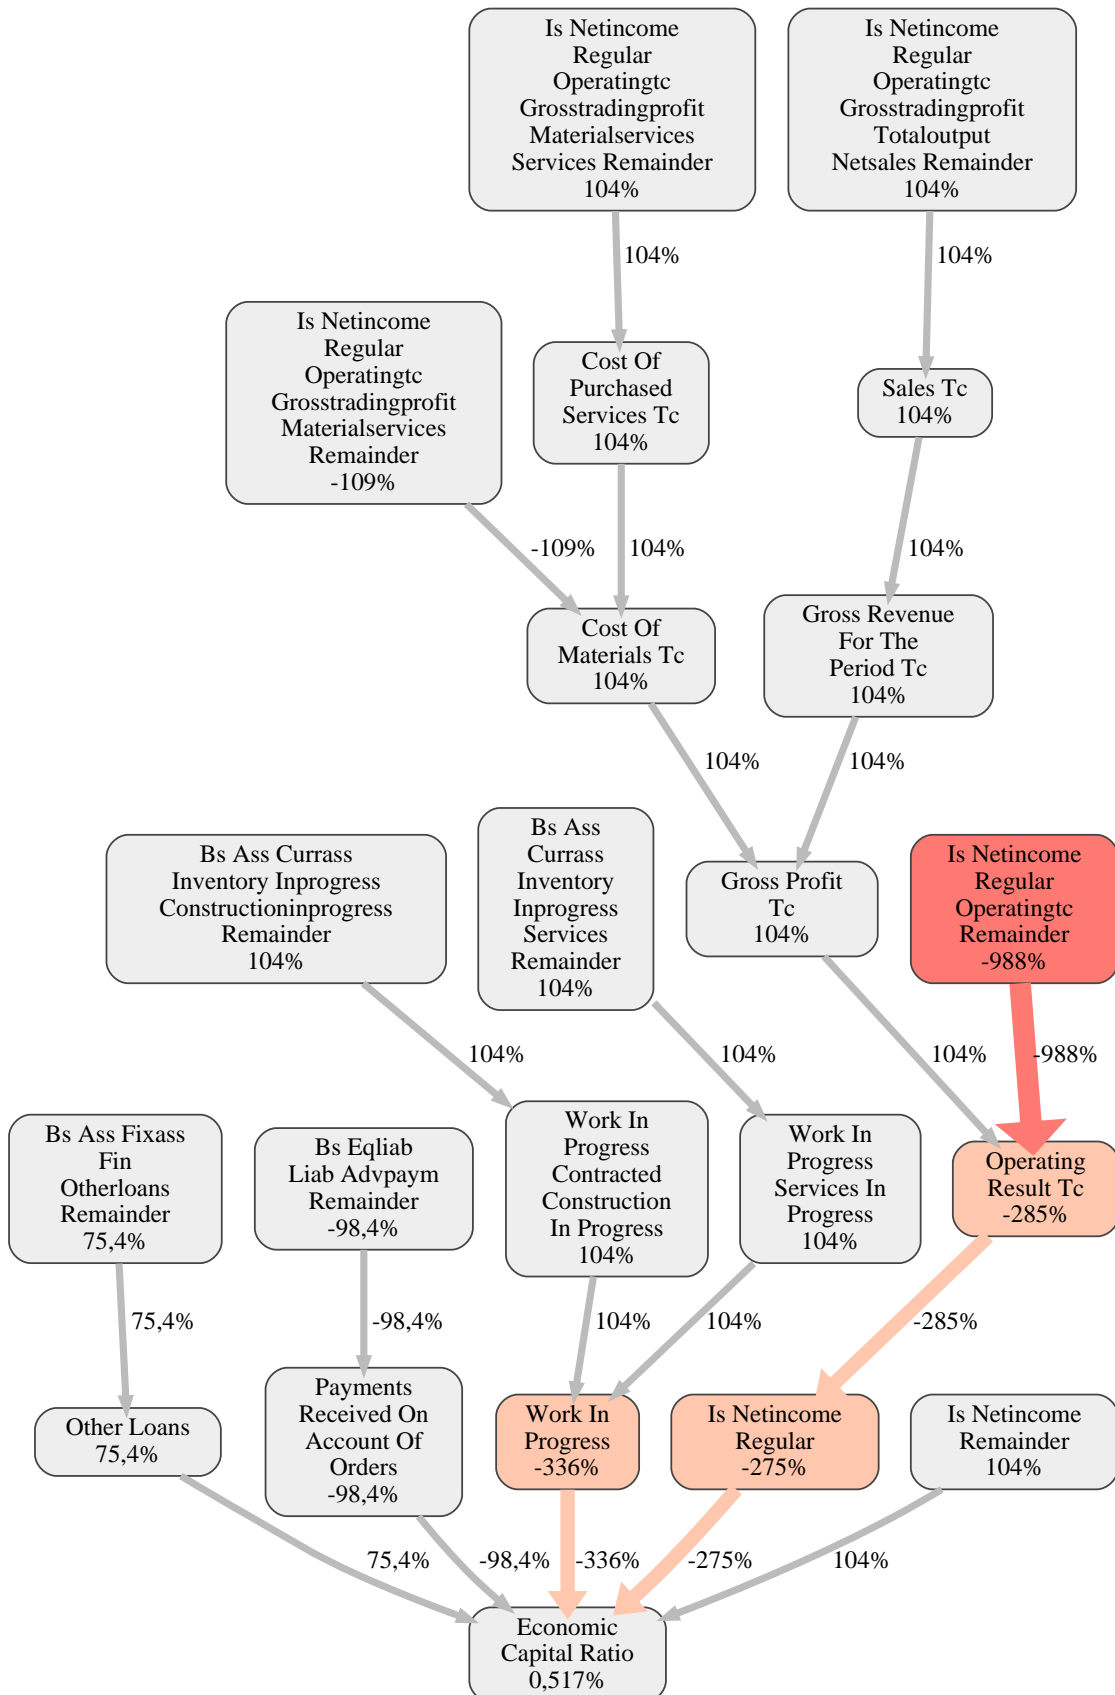 Is Netincome
Regular
Operatingtc
Grosstradingprofit
Materialservices
Services Remainder
104%
Is Netincome
Regular
Operatingtc
Grosstradingprofit
Totaloutput
Netsales Remainder
104%
104%
104%
Is Netincome
Regular
Operatingtc
Grosstradingprofit
Materialservices
Remainder
-109%
Cost Of
Purchased
Services Tc
104%
Sales Tc
104%
-109%
104%
104%
Cost Of
Materials Tc
104%
Gross Revenue
For The
Period Tc
104%
104%
104%
Bs Ass Currass
Inventory Inprogress
Constructioninprogress
Remainder
104%
Bs Ass
Currass
Inventory
Inprogress
Services
Remainder
104%
Gross Profit
Tc
104%
Is Netincome
Regular
Operatingtc
Remainder
-988%
104%
104%
104%
-988%
Bs Ass Fixass
Fin
Otherloans
Remainder
75,4%
Bs Eqliab
Liab Advpaym
Remainder
-98,4%
Work In
Progress
Contracted
Construction
In Progress
104%
Work In
Progress
Services In
Progress
104%
Operating
Result Tc
-285%
75,4%
-98,4%
104%
104%
-285%
Other Loans
75,4%
Payments
Received On
Account Of
Orders
-98,4%
Work In
Progress
-336%
Is Netincome
Regular
-275%
Is Netincome
Remainder
104%
75,4%
-98,4%
-336%
-275%
104%
Economic
Capital Ratio
0,517%